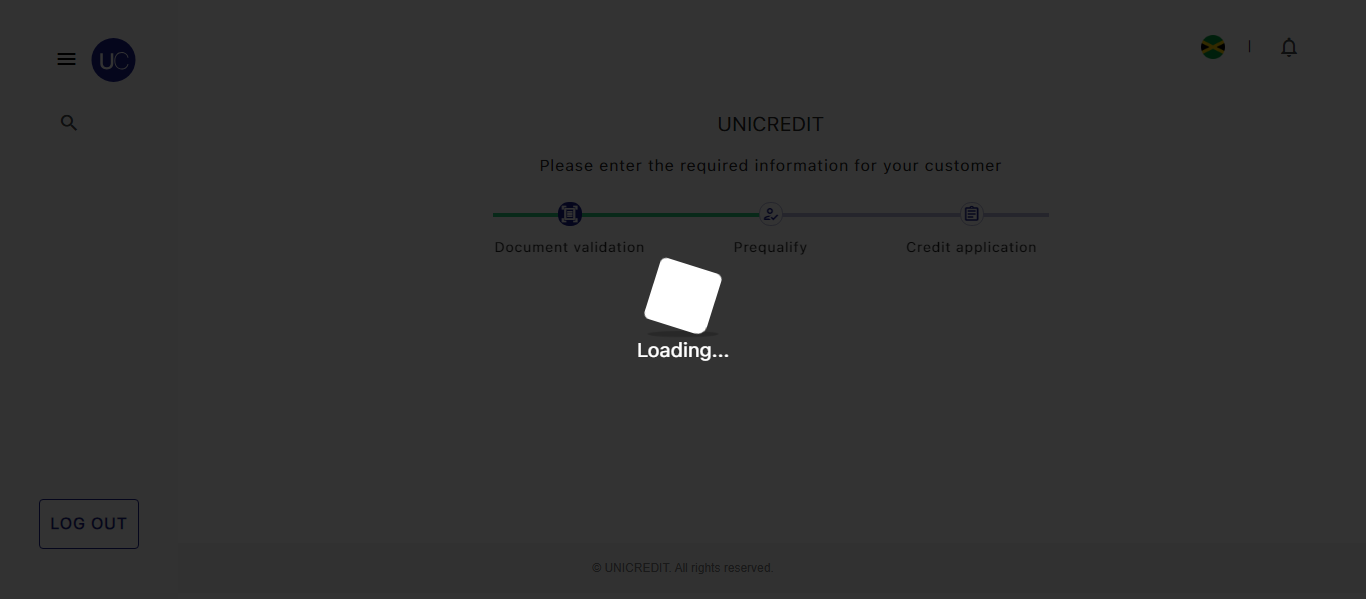 UC
UNICREDIT
Please enter the required information for your customer
Document validation
Prequalify
Credit application
Loading...
LOG OUT
© UNICREDIT. All rights reserved.